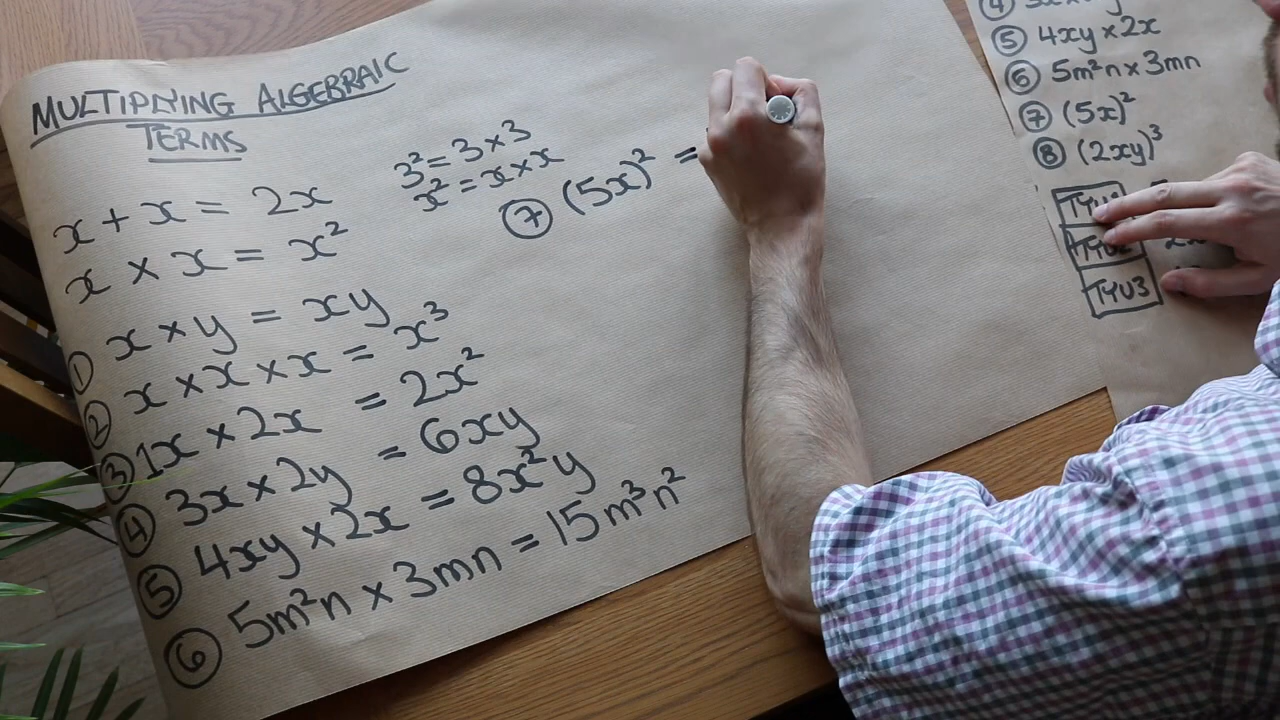 MULTIPLYING ALGEBRAIC
TERMS
x + x = 2x
x × x = x²
3² = 3 × 3
x² = x × x
① x × y = xy
② x × x × x = x³
③ 1x × 2x = 2x²
④ 3x × 2y = 6xy
⑤ 4xy × 2x = 8x²y
⑥ 5m²n × 3mn = 15m³n²
⑦ (5x)² =
④
⑤ 4xy × 2x
⑥ 5m²n × 3mn
⑦ (5x)²
⑧ (2xy)³
TYU3